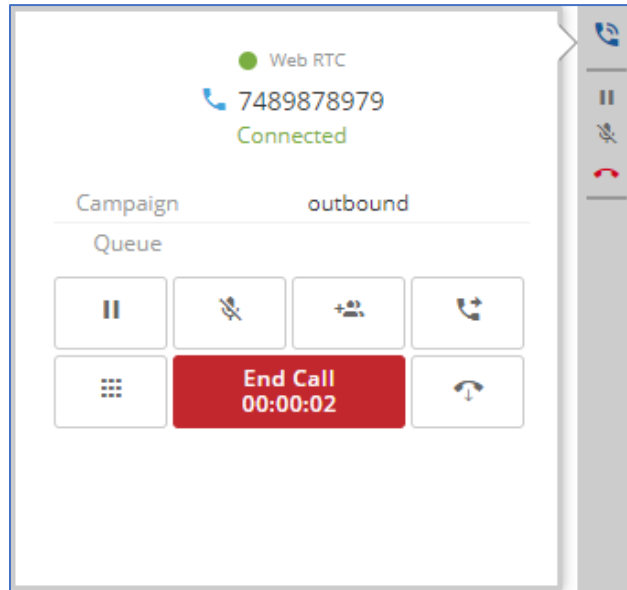 Web RTC
7489878979
Connected
Campaign outbound
Queue
End Call
00:00:02